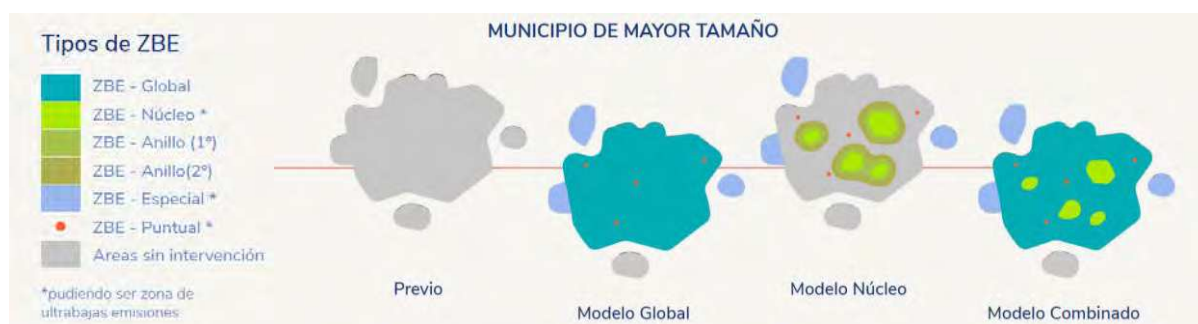 MUNICIPIO DE MAYOR TAMAÑO
Tipos de ZBE
ZBE - Global
ZBE - Núcleo *
ZBE - Anillo (1º)
ZBE - Anillo(2º)
ZBE - Especial *
ZBE - Puntual *
Areas sin intervención
*pudiendo ser zona de
ultrabajas emisiones
Previo
Modelo Global
Modelo Núcleo
Modelo Combinado